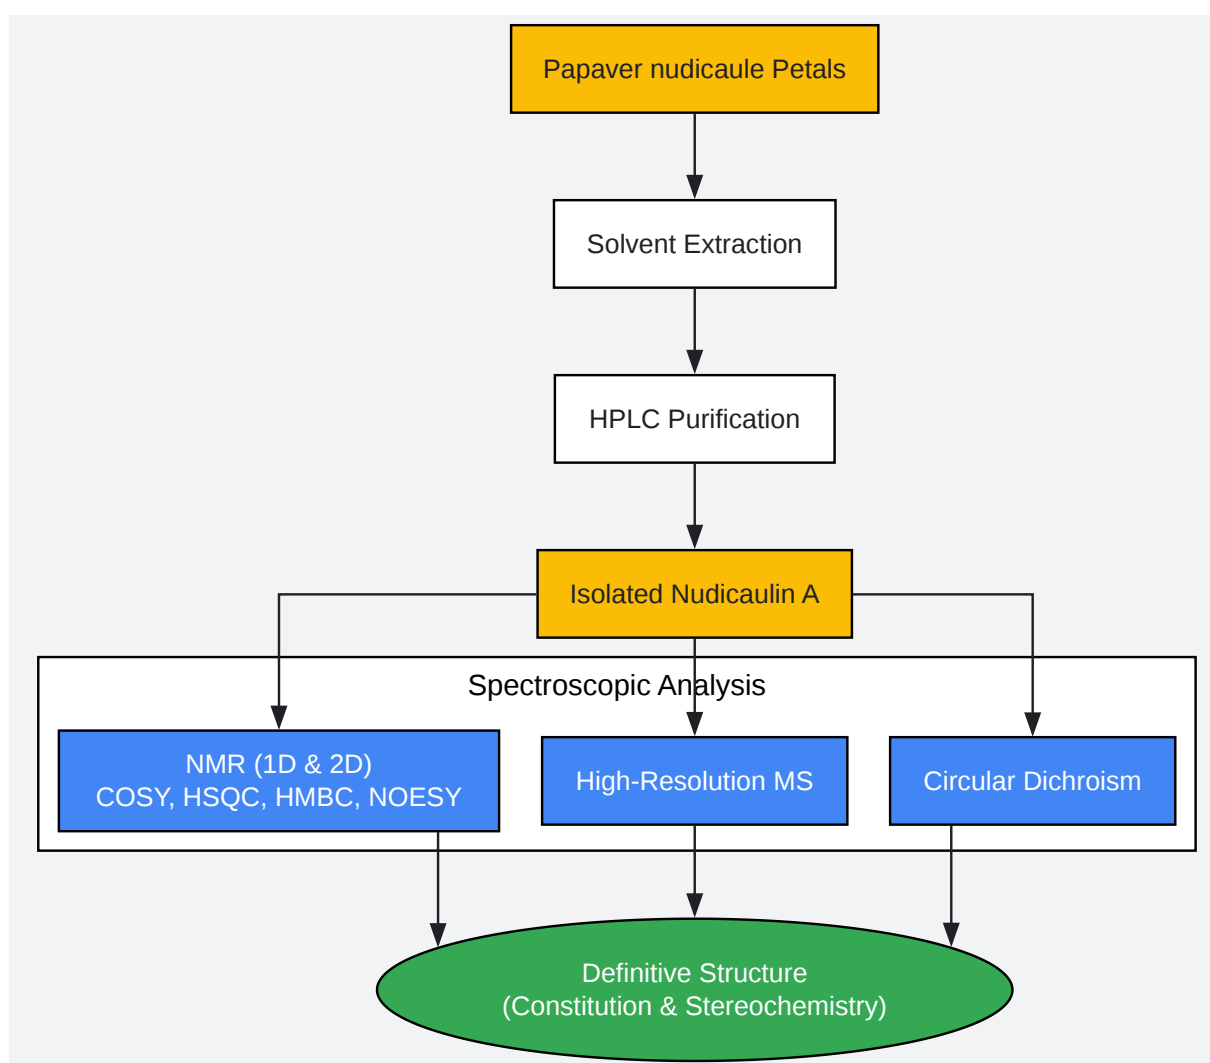 Papaver nudicaule Petals
Solvent Extraction
HPLC Purification
Isolated Nudicaulin A
Spectroscopic Analysis
NMR (1D & 2D)
COSY, HSQC, HMBC, NOESY
High-Resolution MS
Circular Dichroism
Definitive Structure
(Constitution & Stereochemistry)